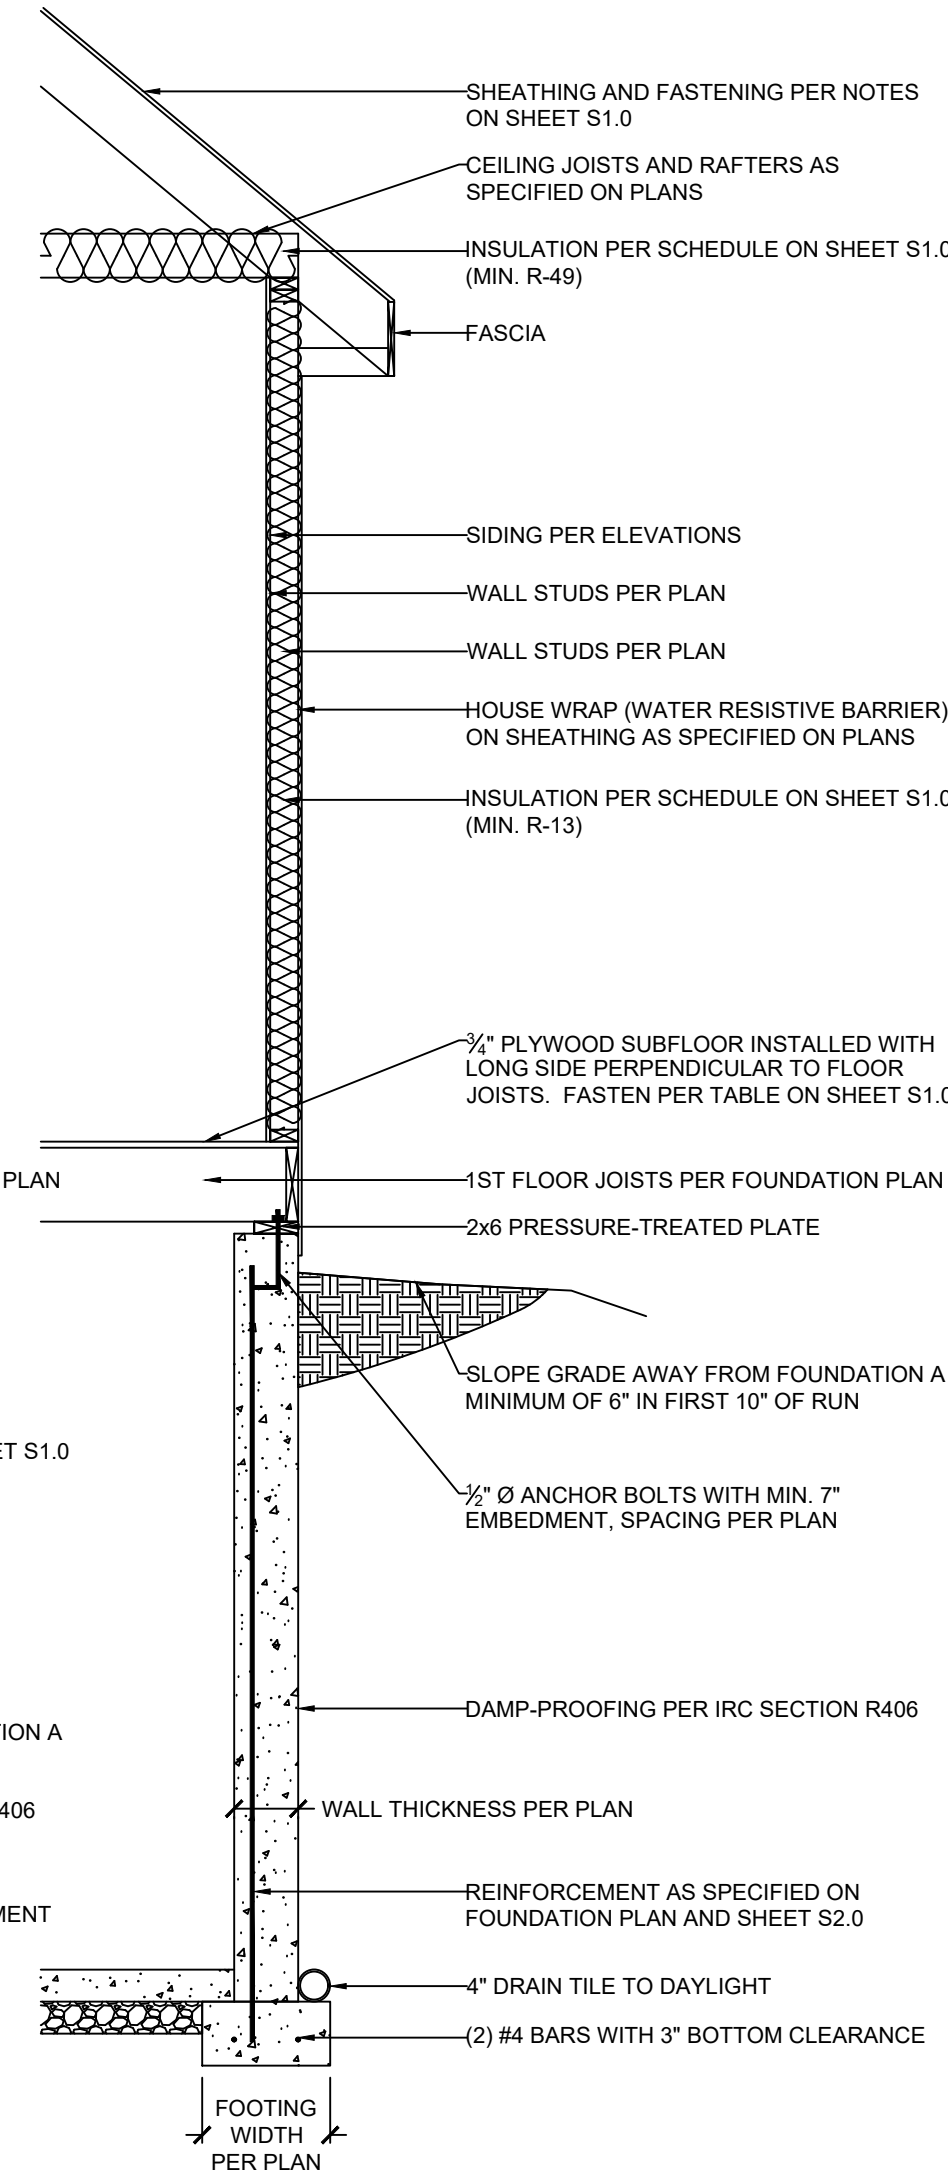 SHEATHING AND FASTENING PER NOTES
ON SHEET S1.0
CEILING JOISTS AND RAFTERS AS
SPECIFIED ON PLANS
INSULATION PER SCHEDULE ON SHEET S1.0
(MIN. R-49)
FASCIA
SIDING PER ELEVATIONS
WALL STUDS PER PLAN
WALL STUDS PER PLAN
HOUSE WRAP (WATER RESISTIVE BARRIER)
ON SHEATHING AS SPECIFIED ON PLANS
INSULATION PER SCHEDULE ON SHEET S1.0
(MIN. R-13)
¾" PLYWOOD SUBFLOOR INSTALLED WITH
LONG SIDE PERPENDICULAR TO FLOOR
JOISTS. FASTEN PER TABLE ON SHEET S1.0
PLAN
1ST FLOOR JOISTS PER FOUNDATION PLAN
2x6 PRESSURE-TREATED PLATE
SLOPE GRADE AWAY FROM FOUNDATION A
MINIMUM OF 6" IN FIRST 10" OF RUN
ET S1.0
½" Ø ANCHOR BOLTS WITH MIN. 7"
EMBEDMENT, SPACING PER PLAN
DAMP-PROOFING PER IRC SECTION R406
TION A
406
WALL THICKNESS PER PLAN
REINFORCEMENT AS SPECIFIED ON
FOUNDATION PLAN AND SHEET S2.0
MENT
4" DRAIN TILE TO DAYLIGHT
(2) #4 BARS WITH 3" BOTTOM CLEARANCE
FOOTING
WIDTH
PER PLAN